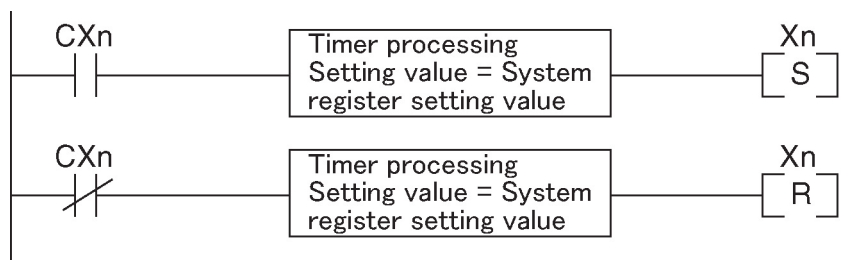 CXn
Timer processing
Setting value = System
register setting value
Xn
S
CXn
Timer processing
Setting value = System
register setting value
Xn
R